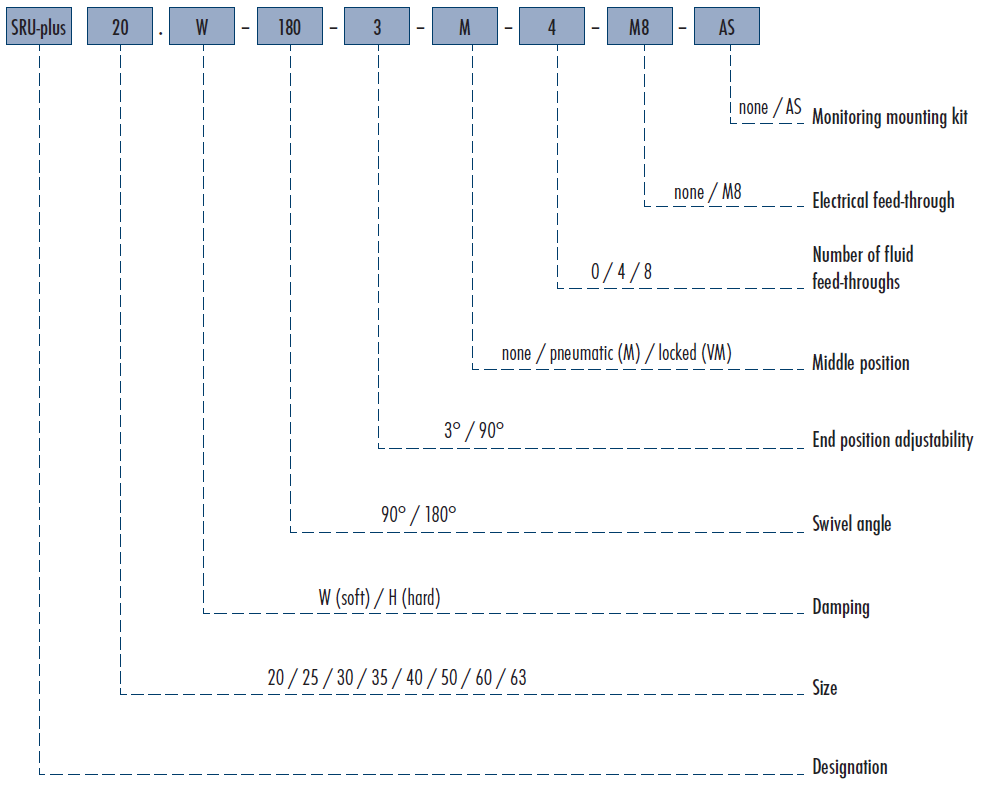 SRU-plus 20 . W – 180 – 3 – M – 4 – M8 – AS
none / AS Monitoring mounting kit
none / M8 Electrical feed-through
Number of fluid
0 / 4 / 8 feed-throughs
none / pneumatic (M) / locked (VM) Middle position
3° / 90° End position adjustability
90° / 180° Swivel angle
W (soft) / H (hard) Damping
20 / 25 / 30 / 35 / 40 / 50 / 60 / 63 Size
Designation